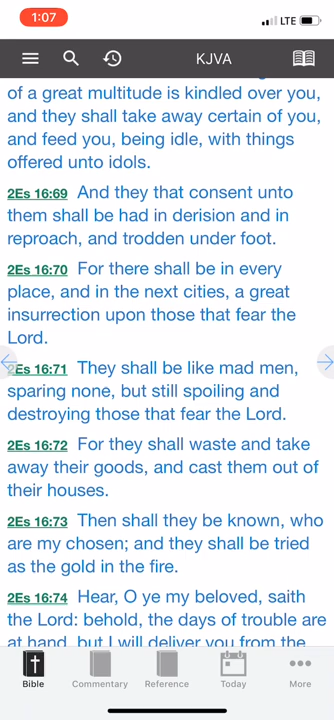 1:07
LTE
KJVA
of a great multitude is kindled over you,
and they shall take away certain of you,
and feed you, being idle, with things
offered unto idols.
2Es 16:69 And they that consent unto
them shall be had in derision and in
reproach, and trodden under foot.
2Es 16:70 For there shall be in every
place, and in the next cities, a great
insurrection upon those that fear the
Lord.
2Es 16:71 They shall be like mad men,
sparing none, but still spoiling and
destroying those that fear the Lord.
2Es 16:72 For they shall waste and take
away their goods, and cast them out of
their houses.
2Es 16:73 Then shall they be known, who
are my chosen; and they shall be tried
as the gold in the fire.
2Es 16:74 Hear, O ye my beloved, saith
the Lord: behold, the days of trouble are
at hand, but I will deliver you from the
Bible Commentary Reference Today More